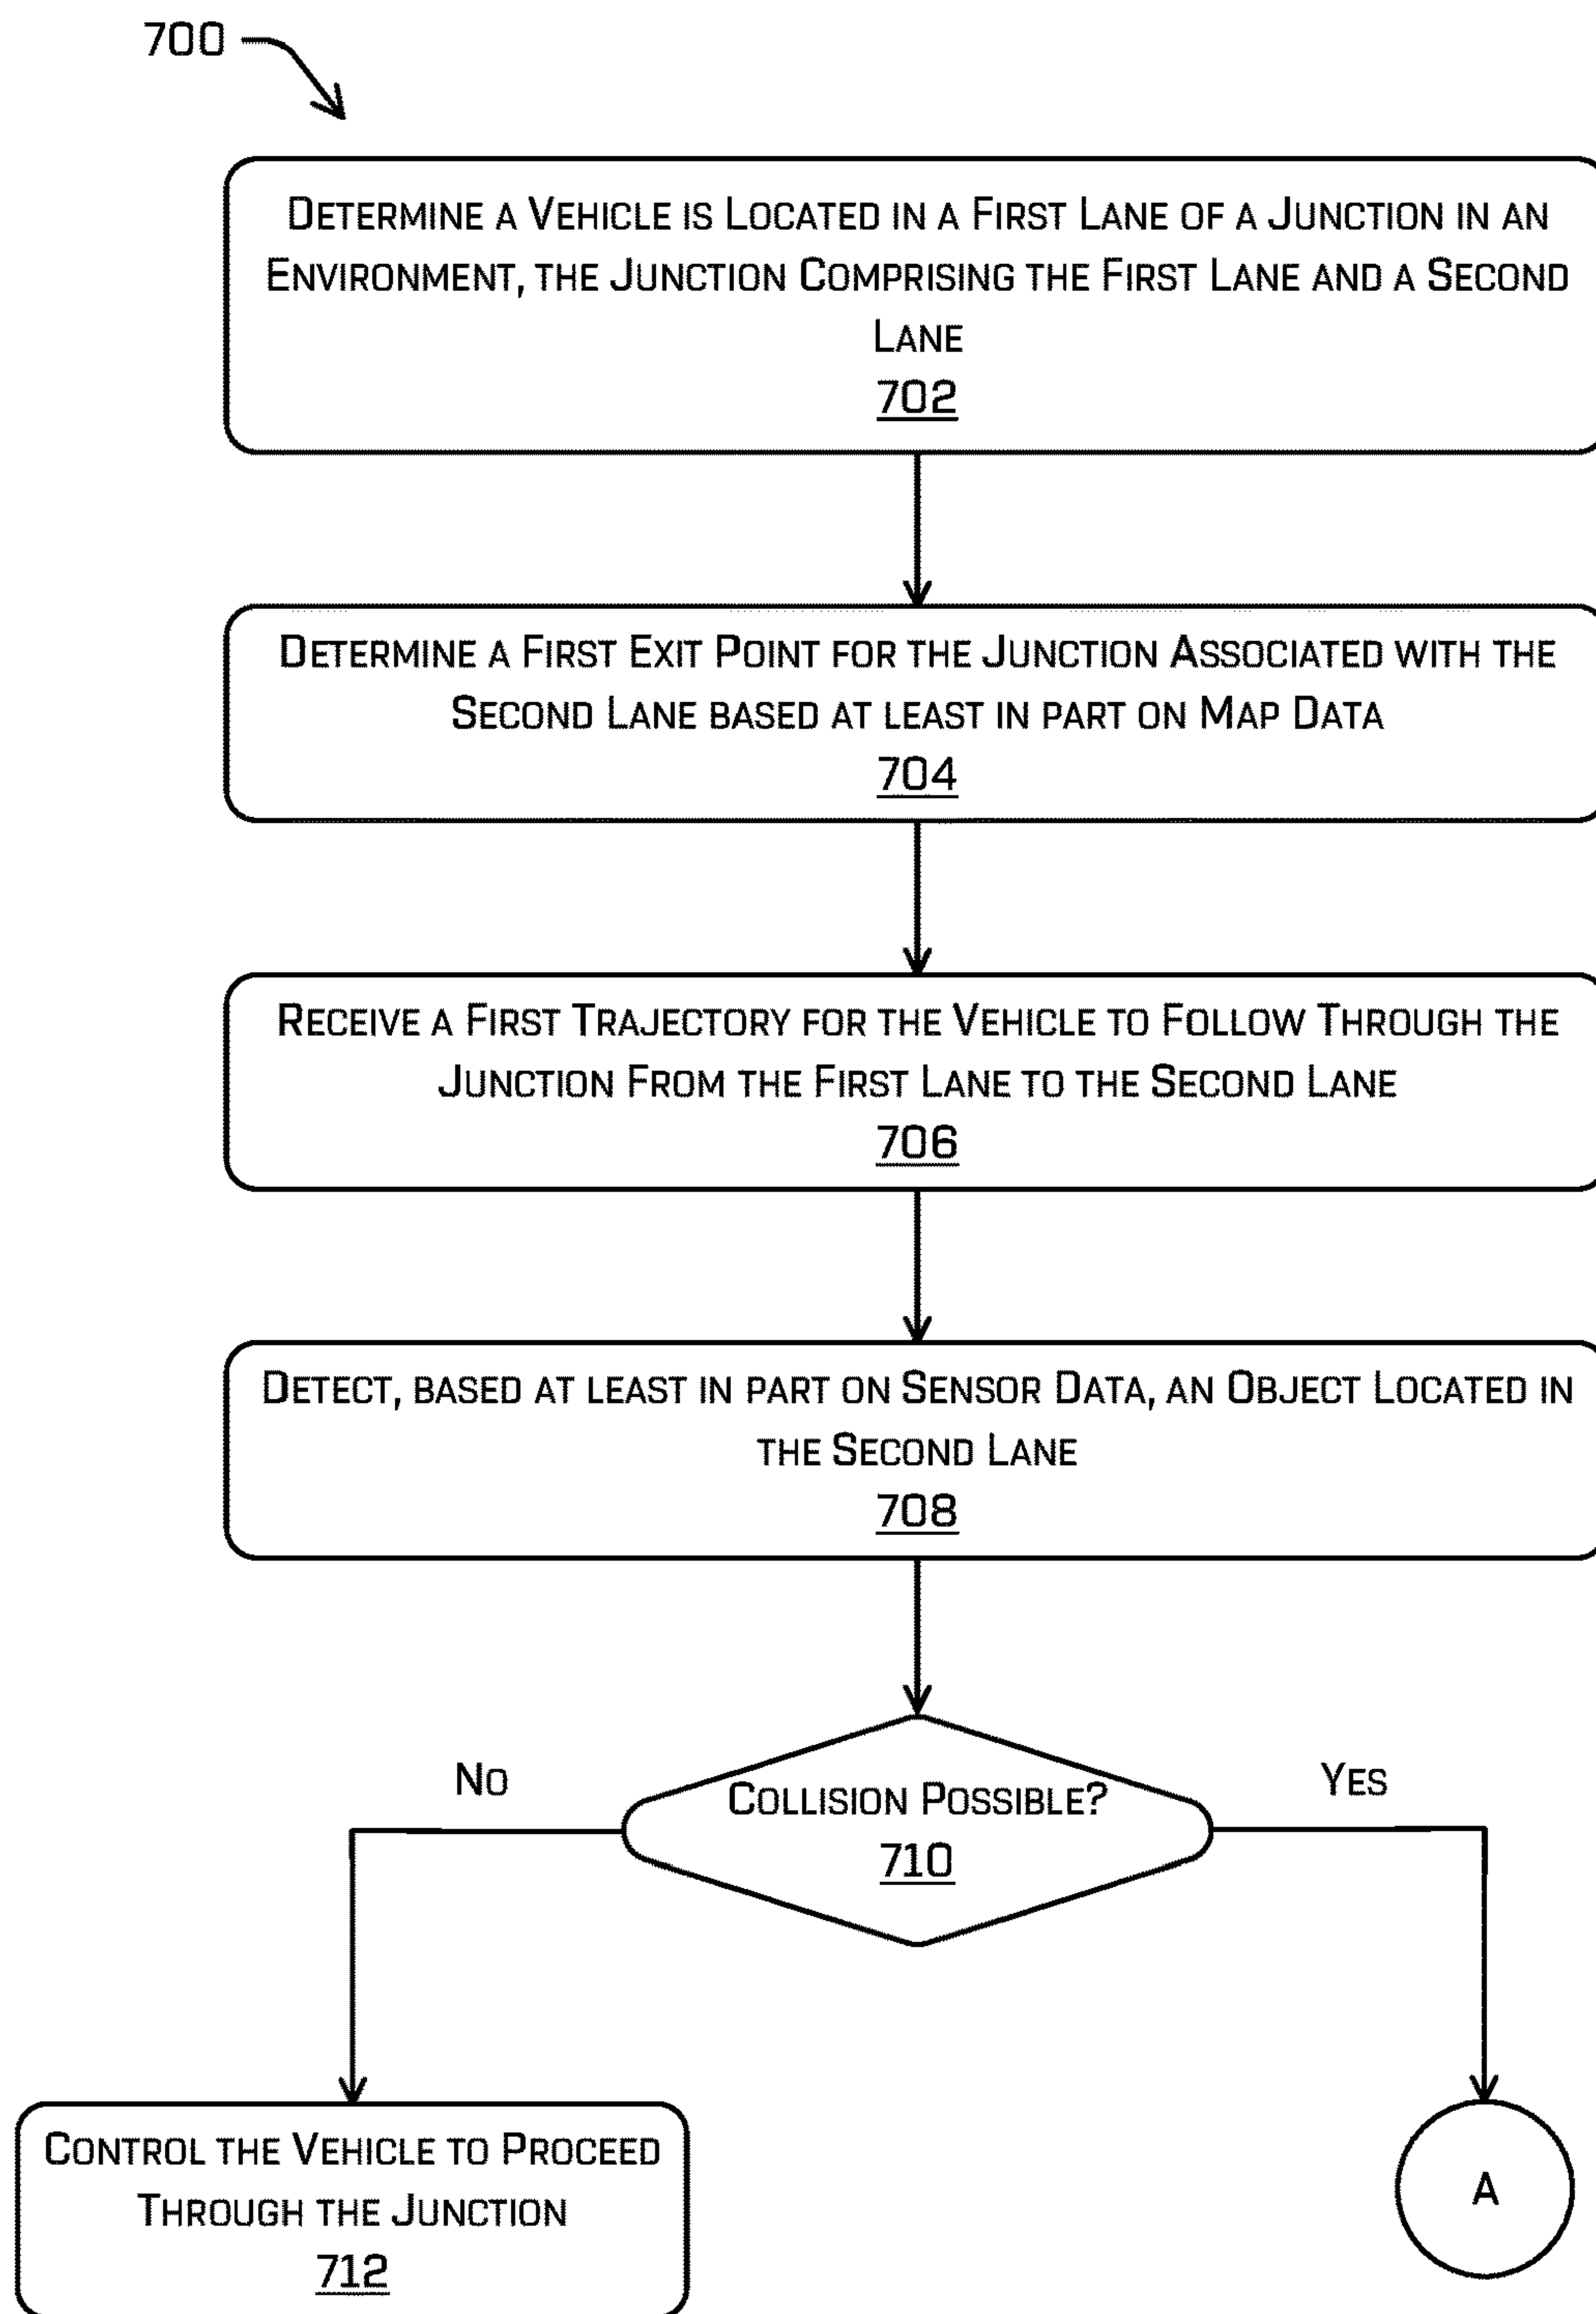 700
Determine a Vehicle is Located in a First Lane of a Junction in an
Environment, the Junction Comprising the First Lane and a Second
Lane
702
Determine a First Exit Point for the Junction Associated with the
Second Lane based at least in part on Map Data
704
Receive a First Trajectory for the Vehicle to Follow Through the
Junction From the First Lane to the Second Lane
706
Detect, based at least in part on Sensor Data, an Object Located in
the Second Lane
708
No
Collision Possible?
Yes
710
Control the Vehicle to Proceed
Through the Junction
712
A